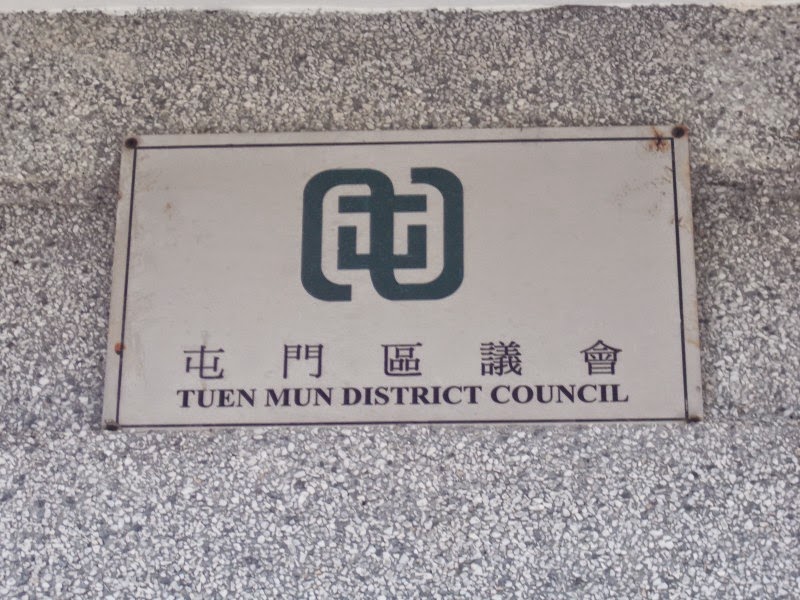 屯門區議會
TUEN MUN DISTRICT COUNCIL